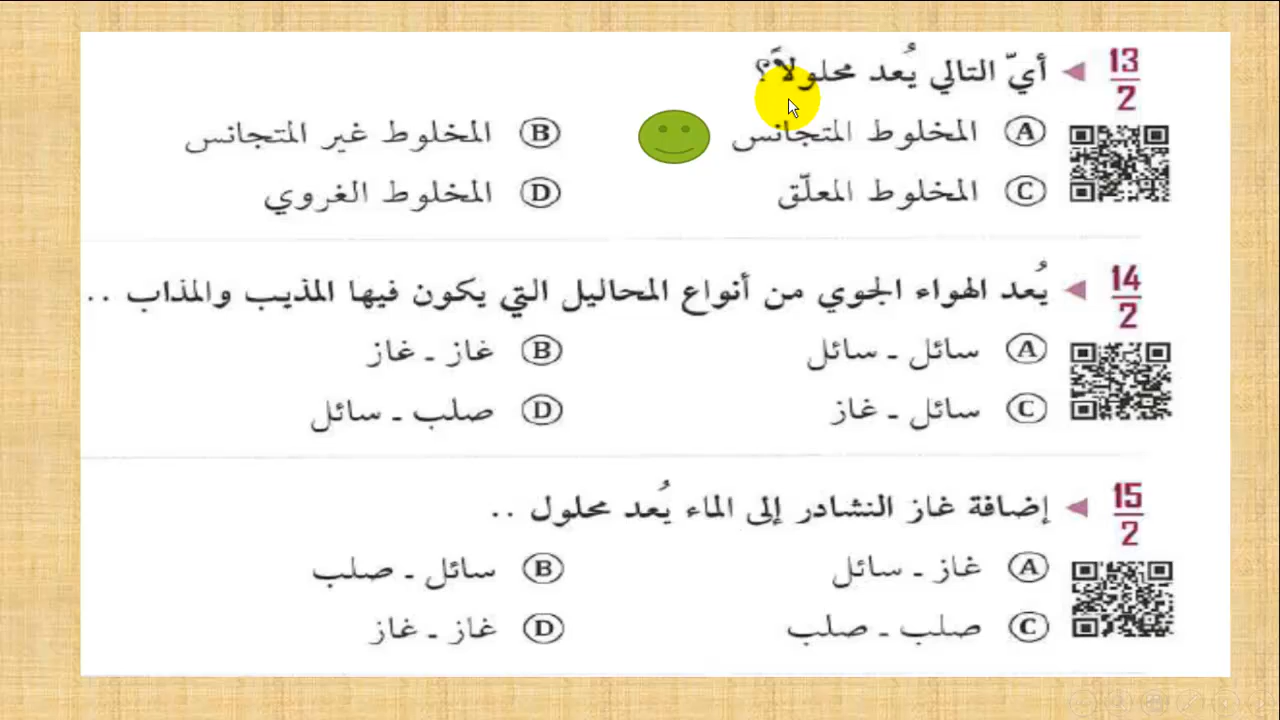 13/2 ◀ أيّ التالي يُعد محلولاً؟
A المخلوط المتجانس B المخلوط غير المتجانس
C المخلوط المعلّق D المخلوط الغروي
14/2 ◀ يُعد الهواء الجوي من أنواع المحاليل التي يكون فيها المذيب والمذاب ..
A سائل ـ سائل B غاز ـ غاز
C سائل ـ غاز D صلب ـ سائل
15/2 ◀ إضافة غاز النشادر إلى الماء يُعد محلول ..
A غاز ـ سائل B سائل ـ صلب
C صلب ـ صلب D غاز ـ غاز